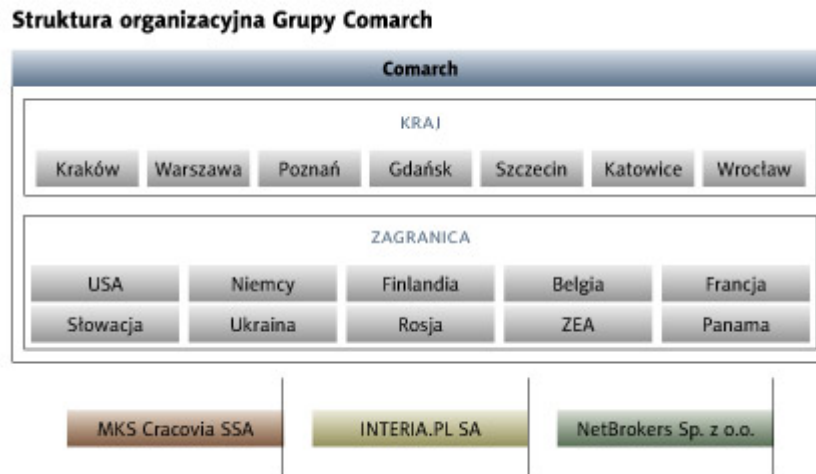 Struktura organizacyjna Grupy Comarch
Comarch
KRAJ
Kraków Warszawa Poznań Gdańsk Szczecin Katowice Wrocław
ZAGRANICA
USA Niemcy Finlandia Belgia Francja
Słowacja Ukraina Rosja ZEA Panama
MKS Cracovia SSA INTERIA.PL SA NetBrokers Sp. z o.o.